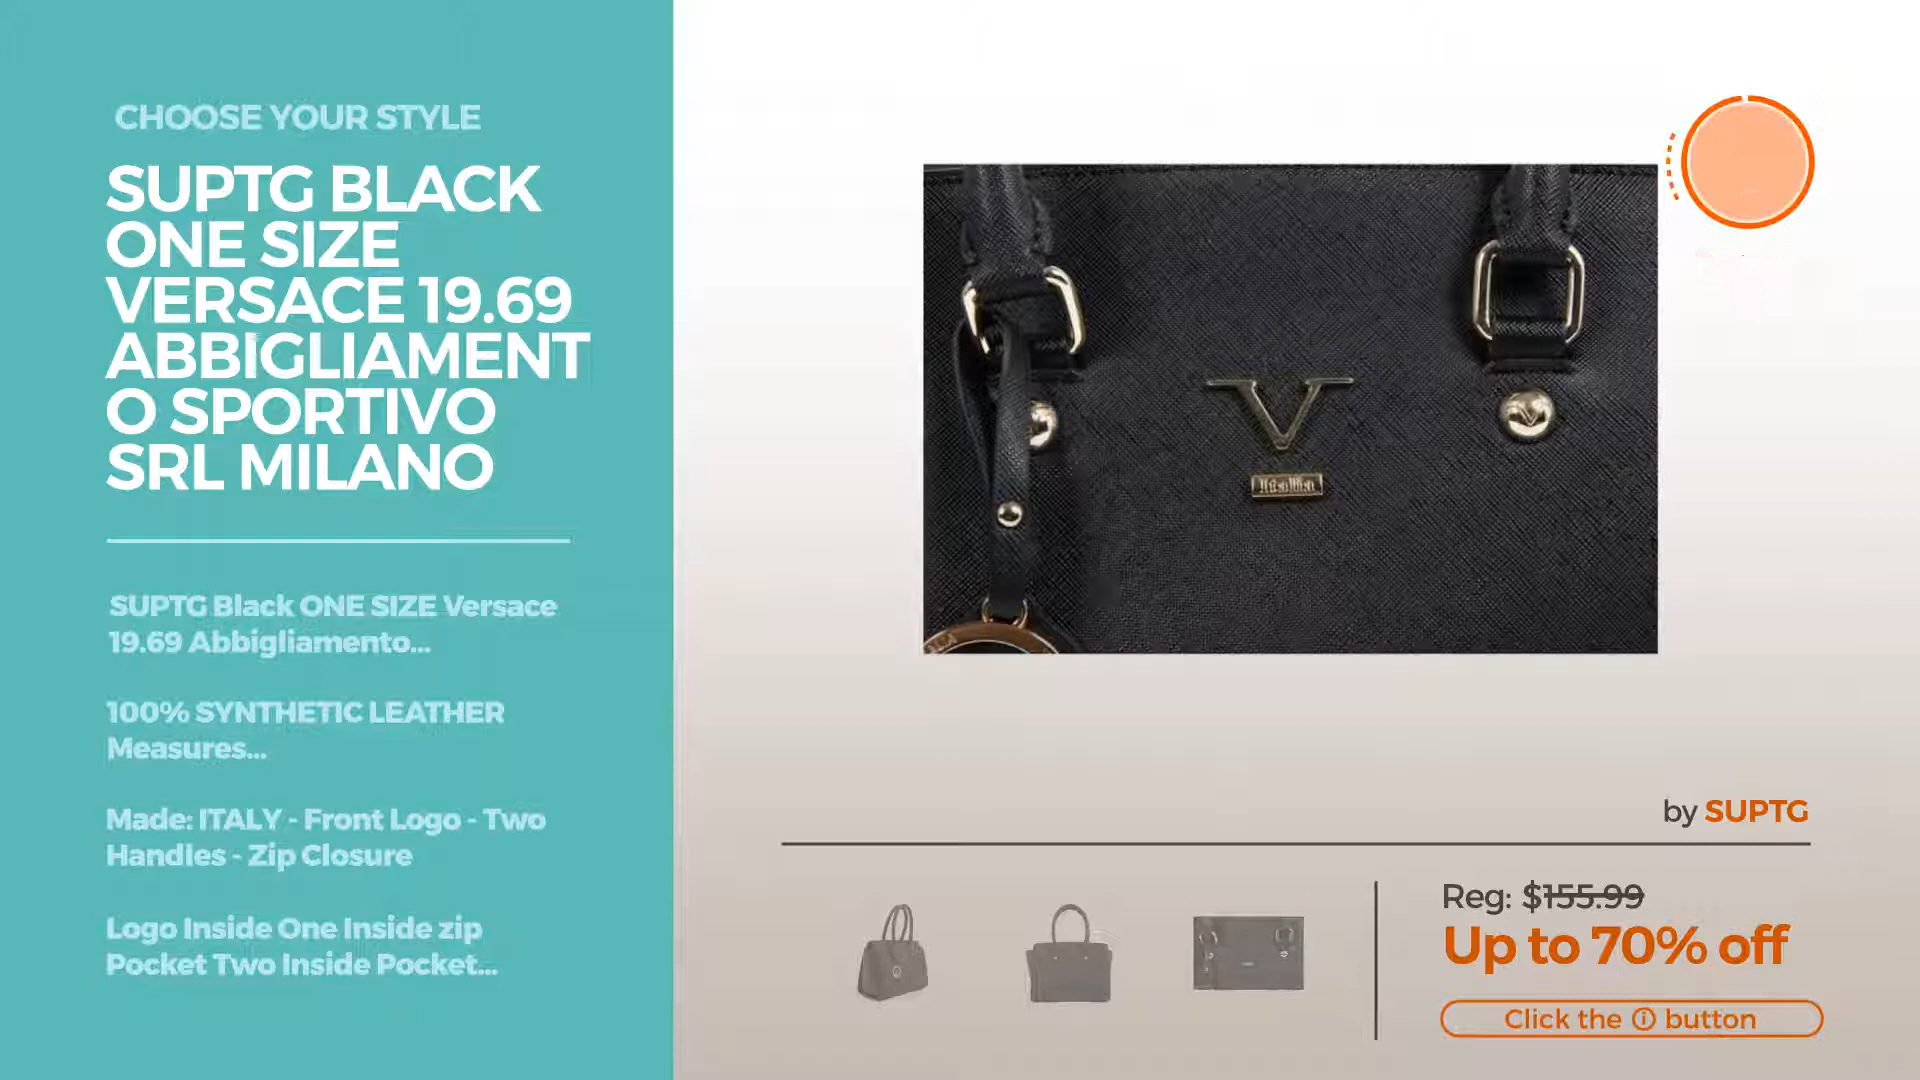 CHOOSE YOUR STYLE
SUPTG BLACK
ONE SIZE
VERSACE 19.69
ABBIGLIAMENT
O SPORTIVO
SRL MILANO
SUPTG Black ONE SIZE Versace
19.69 Abbigliamento...
100% SYNTHETIC LEATHER
Measures...
Made: ITALY - Front Logo - Two
Handles - Zip Closure
Logo Inside One Inside zip
Pocket Two Inside Pocket...
V
by SUPTG
Reg: $155.99
Up to 70% off
Click the ⓘ button